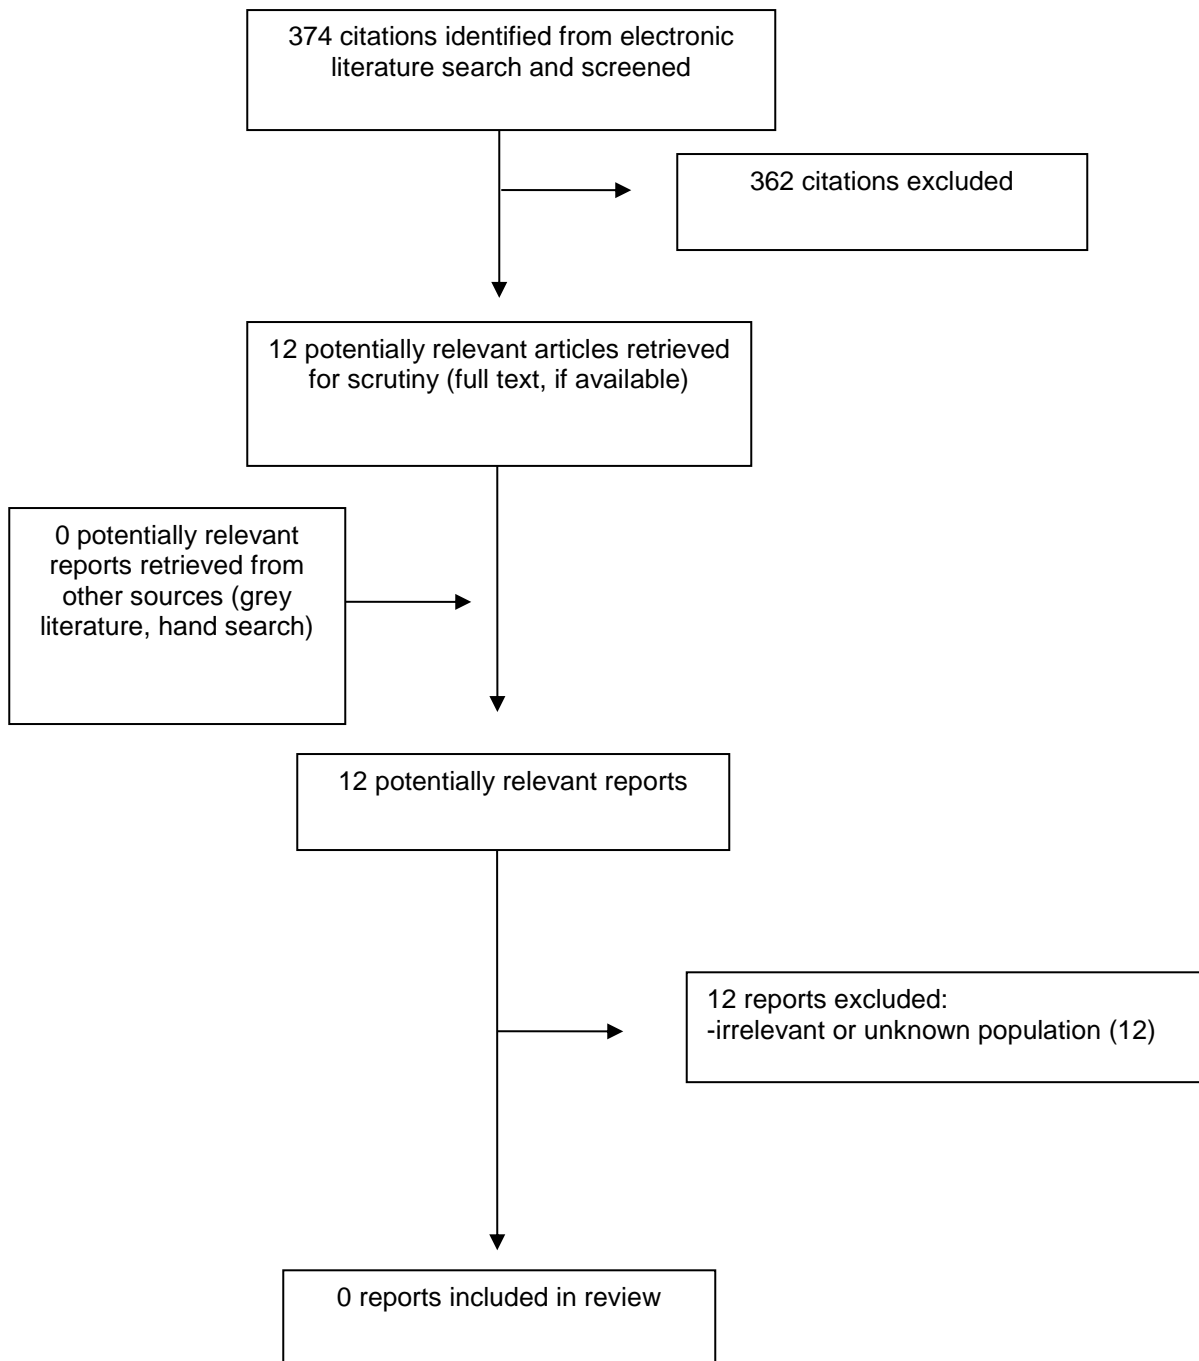 374 citations identified from electronic
literature search and screened
362 citations excluded
12 potentially relevant articles retrieved
for scrutiny (full text, if available)
0 potentially relevant
reports retrieved from
other sources (grey
literature, hand search)
12 potentially relevant reports
12 reports excluded:
-irrelevant or unknown population (12)
0 reports included in review